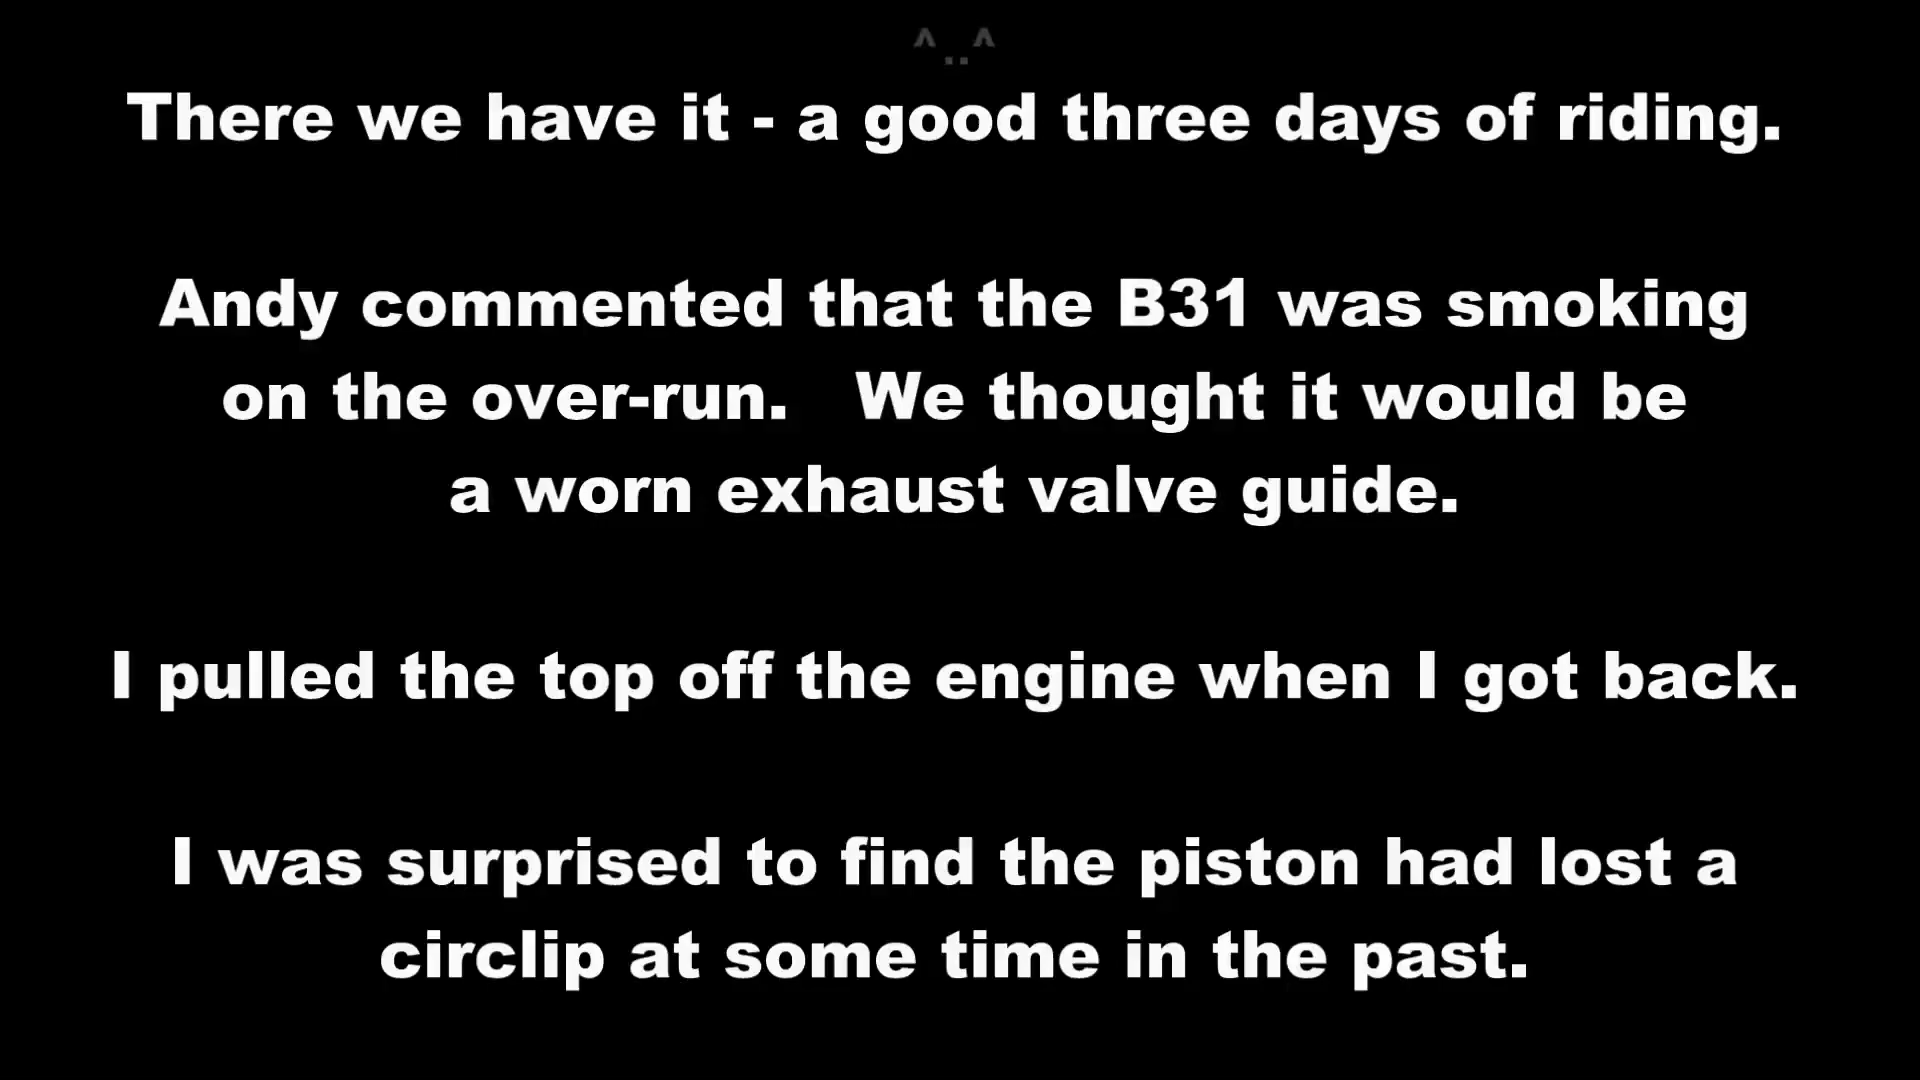 ^..^
There we have it - a good three days of riding.
Andy commented that the B31 was smoking
on the over-run.   We thought it would be
a worn exhaust valve guide.
I pulled the top off the engine when I got back.
I was surprised to find the piston had lost a
circlip at some time in the past.